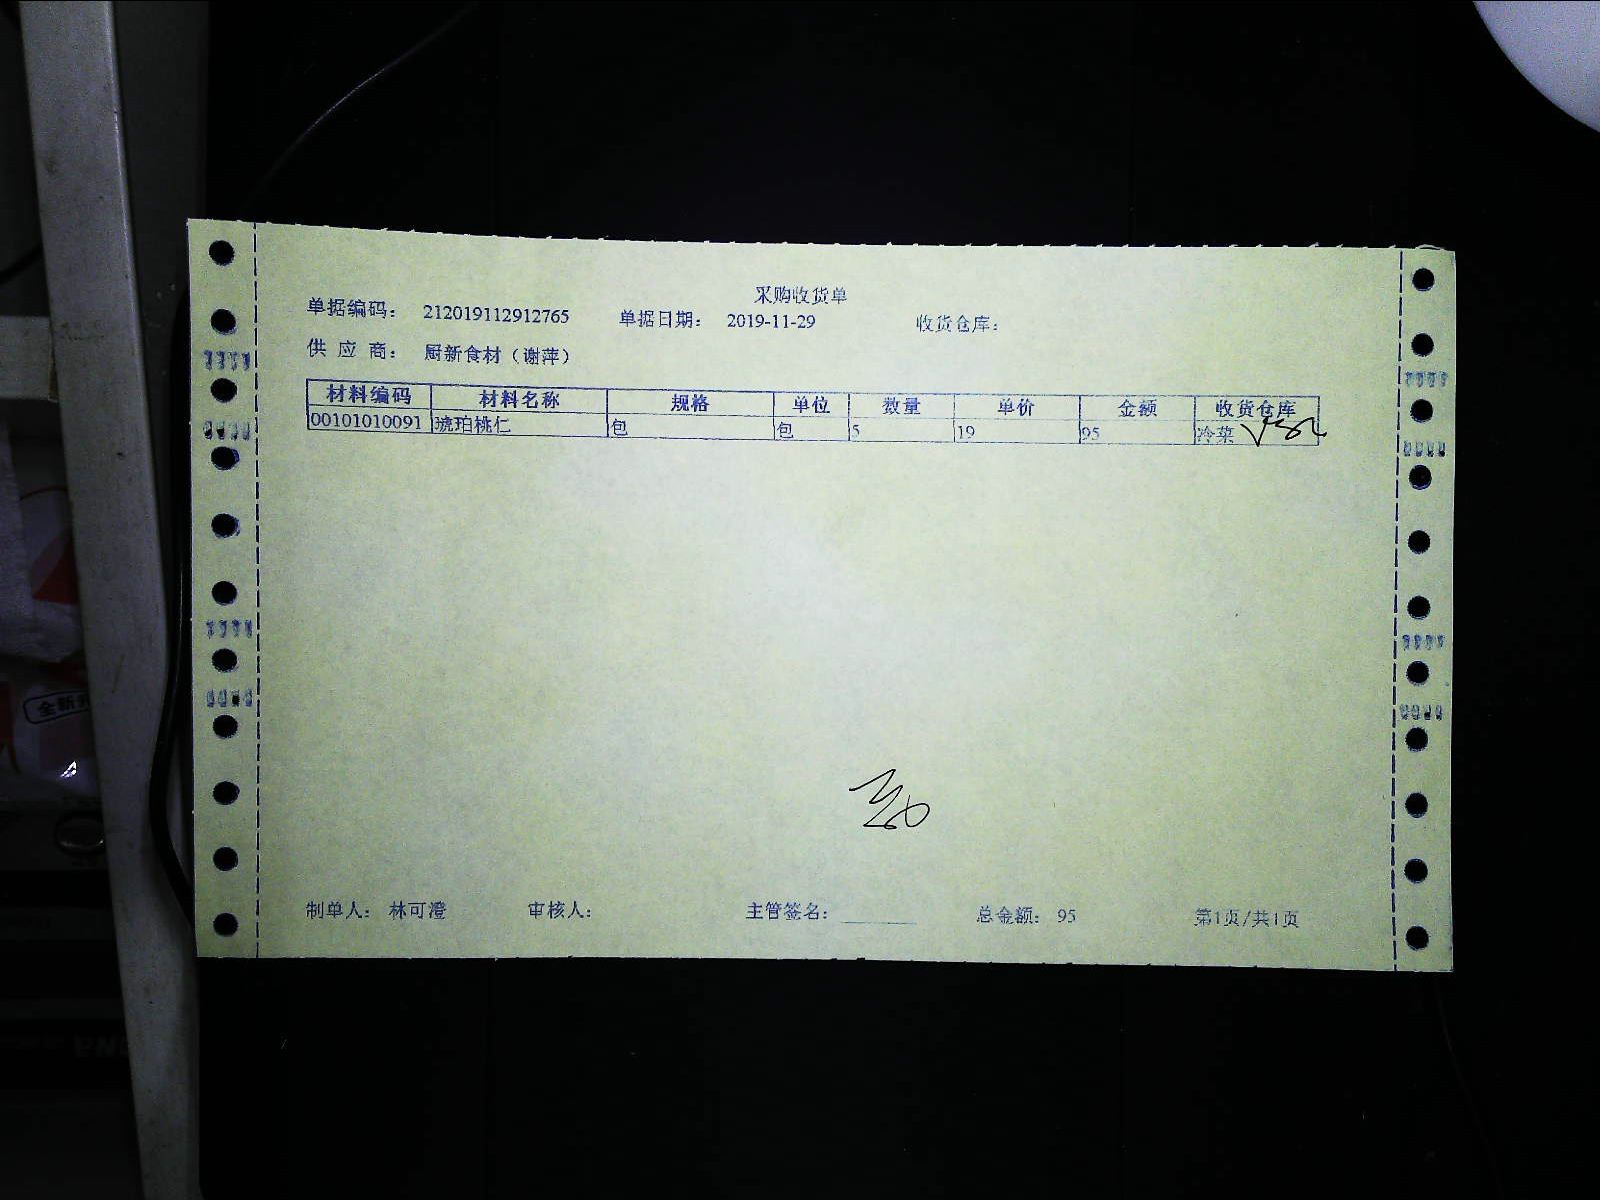 采购收货单
单据编码： 212019112912765 单据日期： 2019-11-29 收货仓库：
供 应 商： 厨新食材（谢萍）
材料编码 材料名称 规格 单位 数量 单价 金额 收货仓库
00101010091 琥珀桃仁 包 包 5 19 95 冷菜
制单人： 林可澄 审核人： 主管签名： 总金额： 95 第1页/共1页
全新